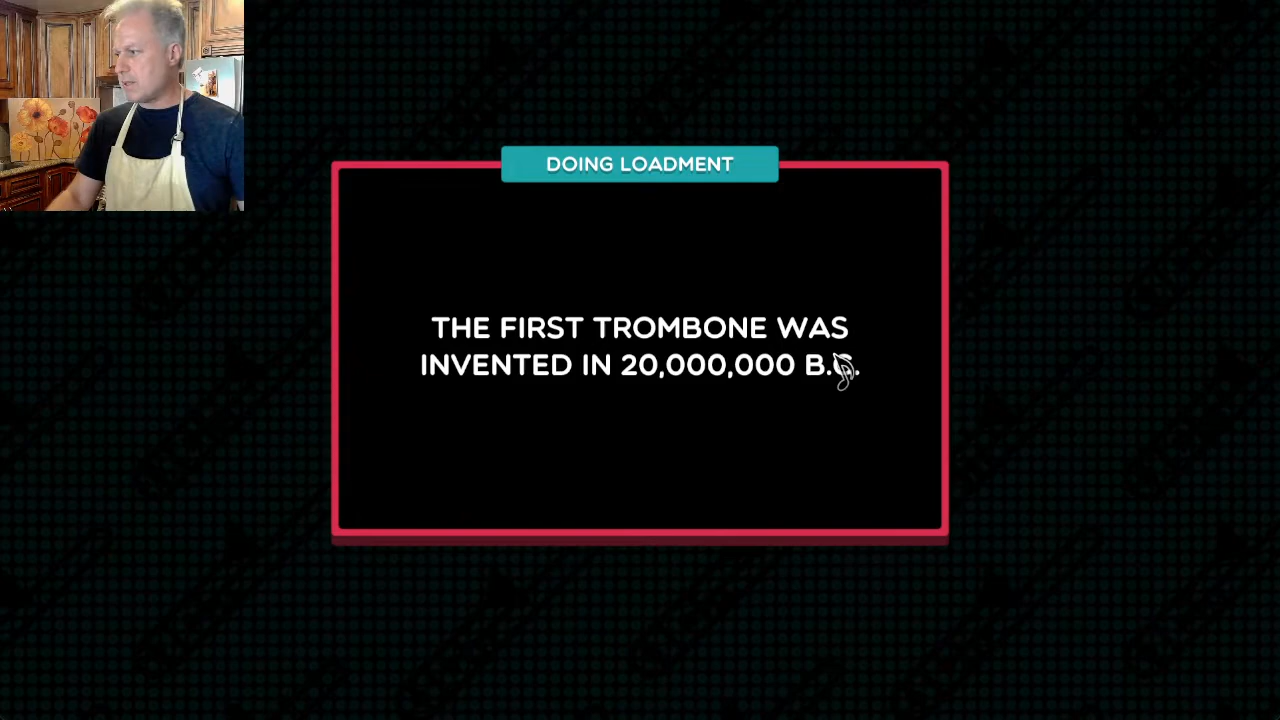 DOING LOADMENT
THE FIRST TROMBONE WAS
INVENTED IN 20,000,000 B.C.